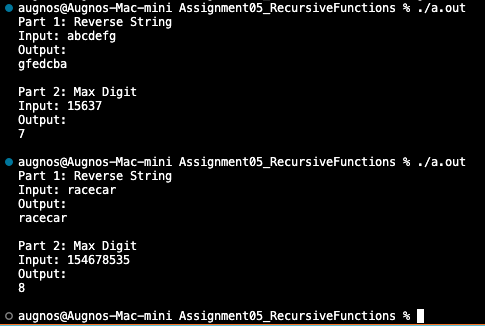 augnos@Augnos-Mac-mini Assignment05_RecursiveFunctions % ./a.out
Part 1: Reverse String
Input: abcdefg
Output:
gfedcba
Part 2: Max Digit
Input: 15637
Output:
7
augnos@Augnos-Mac-mini Assignment05_RecursiveFunctions % ./a.out
Part 1: Reverse String
Input: racecar
Output:
racecar
Part 2: Max Digit
Input: 154678535
Output:
8
augnos@Augnos-Mac-mini Assignment05_RecursiveFunctions %